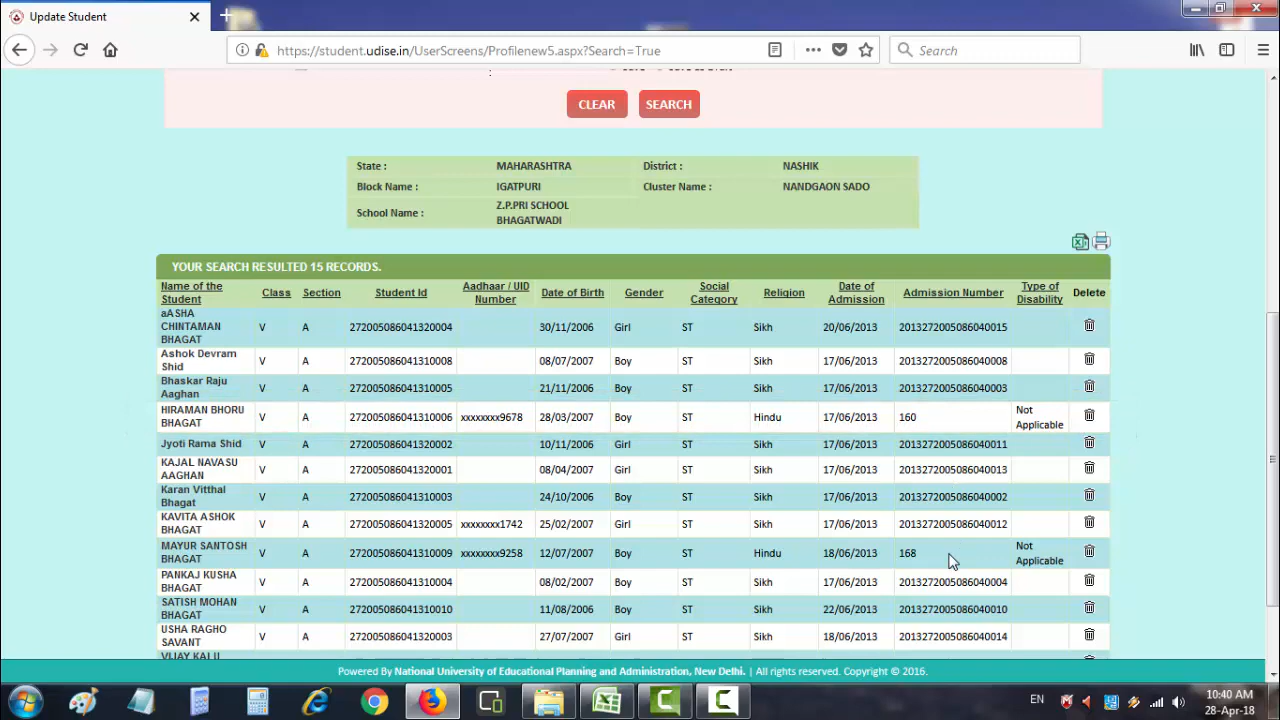 Update Student
https://student.udise.in/UserScreens/Profilenew5.aspx?Search=True
Search
CLEAR SEARCH
State : MAHARASHTRA District : NASHIK
Block Name : IGATPURI Cluster Name : NANDGAON SADO
School Name : Z.P.PRI SCHOOL
BHAGATWADI
YOUR SEARCH RESULTED 15 RECORDS.
Name of the Student Class Section Student Id Aadhaar / UID Number Date of Birth Gender Social Category Religion Date of Admission Admission Number Type of Disability Delete
aASHA CHINTAMAN BHAGAT V A 272005086041320004 30/11/2006 Girl ST Sikh 20/06/2013 2013272005086040015
Ashok Devram Shid V A 272005086041310008 08/07/2007 Boy ST Sikh 17/06/2013 2013272005086040008
Bhaskar Raju Aaghan V A 272005086041310005 21/11/2006 Boy ST Sikh 17/06/2013 2013272005086040003
HIRAMAN BHORU BHAGAT V A 272005086041310006 xxxxxxxx9678 28/03/2007 Boy ST Hindu 17/06/2013 160 Not Applicable
Jyoti Rama Shid V A 272005086041320002 10/11/2006 Girl ST Sikh 17/06/2013 2013272005086040011
KAJAL NAVASU AAGHAN V A 272005086041320001 08/04/2007 Girl ST Sikh 17/06/2013 2013272005086040013
Karan Vitthal Bhagat V A 272005086041310003 24/10/2006 Boy ST Sikh 17/06/2013 2013272005086040002
KAVITA ASHOK BHAGAT V A 272005086041320005 xxxxxxxx1742 25/02/2007 Girl ST Sikh 17/06/2013 2013272005086040012
MAYUR SANTOSH BHAGAT V A 272005086041310009 xxxxxxxx9258 12/07/2007 Boy ST Hindu 18/06/2013 168 Not Applicable
PANKAJ KUSHA BHAGAT V A 272005086041310004 08/02/2007 Boy ST Sikh 17/06/2013 2013272005086040004
SATISH MOHAN BHAGAT V A 272005086041310010 11/08/2006 Boy ST Sikh 22/06/2013 2013272005086040010
USHA RAGHO SAVANT V A 272005086041320003 27/07/2007 Girl ST Sikh 18/06/2013 2013272005086040014
VIJAY KALU
Powered By National University of Educational Planning and Administration, New Delhi. | All rights reserved. Copyright © 2016.
EN
10:40 AM
28-Apr-18